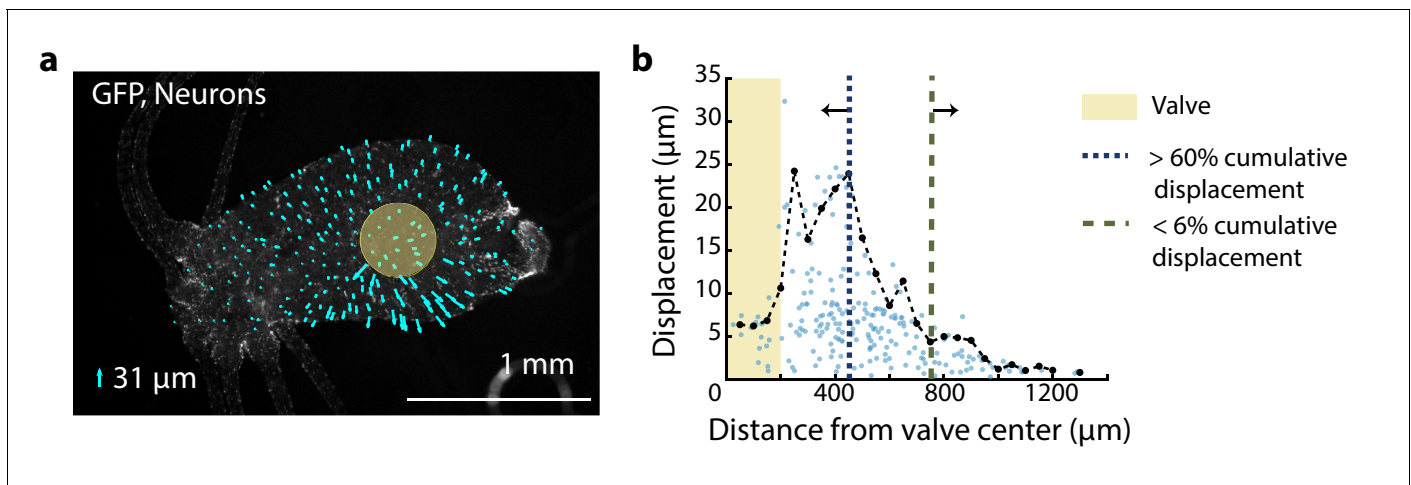 a
GFP, Neurons
31 µm
1 mm
b
35
30
25
20
15
10
5
0
400
800
1200
Displacement (µm)
Distance from valve center (µm)
Valve
> 60% cumulative
displacement
< 6% cumulative
displacement